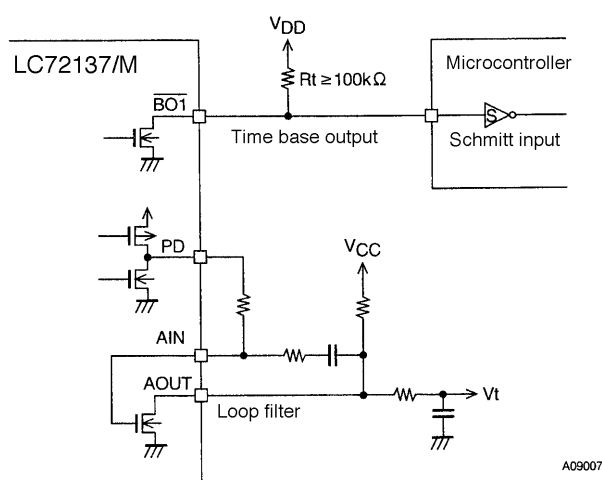 VDD
LC72137/M
Microcontroller
Rt ≥ 100kΩ
BO1
S
Time base output
Schmitt input
PD
VCC
AIN
AOUT
Vt
Loop filter
A09007